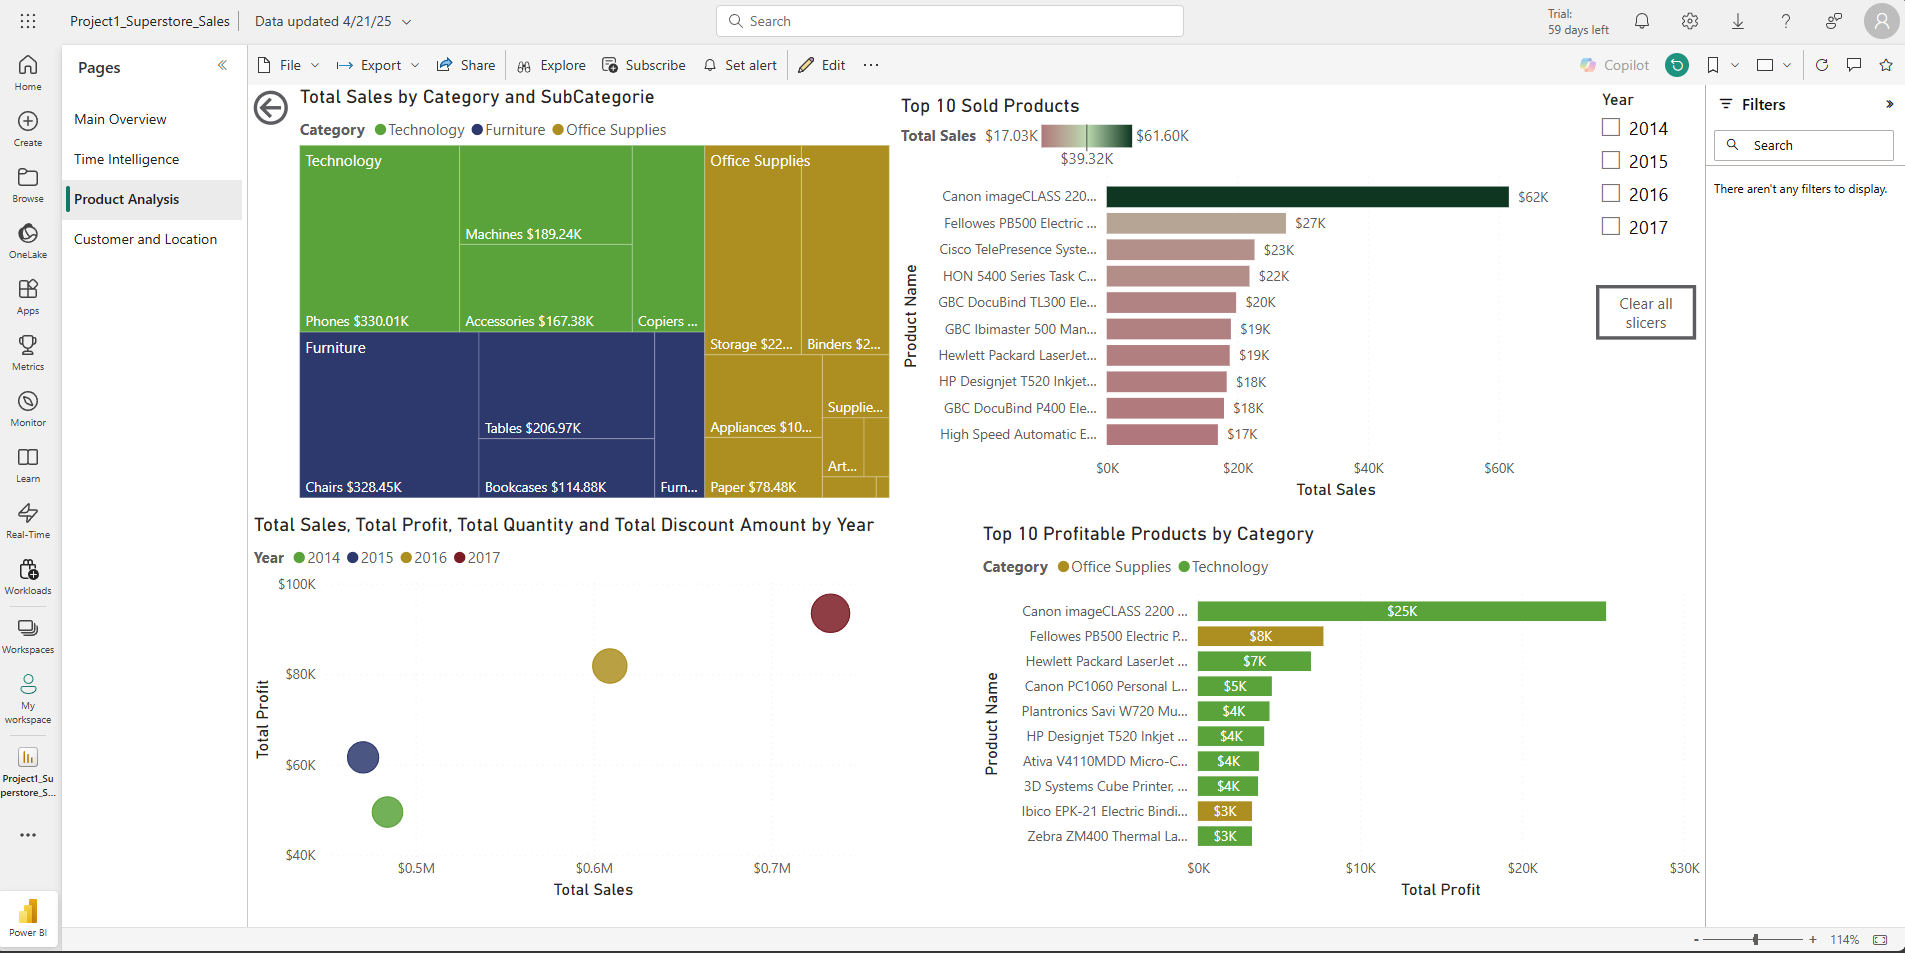 Project1_Superstore_Sales
Data updated 4/21/25
Search
Trial:
59 days left
Home
Create
Browse
OneLake
Apps
Metrics
Monitor
Learn
Real-Time
Workloads
Workspaces
My
workspace
Project1_Su
perstore_S...
Power BI
Pages
Main Overview
Time Intelligence
Product Analysis
Customer and Location
File
Export
Share
Explore
Subscribe
Set alert
Edit
Copilot
Total Sales by Category and SubCategorie
Category Technology Furniture Office Supplies
Technology
Phones $330.01K
Machines $189.24K
Accessories $167.38K
Copiers ...
Furniture
Chairs $328.45K
Tables $206.97K
Bookcases $114.88K
Furn...
Office Supplies
Storage $22...
Binders $2...
Appliances $10...
Paper $78.48K
Supplie...
Art...
Top 10 Sold Products
Total Sales $17.03K $61.60K
$39.32K
Product Name
Canon imageCLASS 220... $62K
Fellowes PB500 Electric ... $27K
Cisco TelePresence Syste... $23K
HON 5400 Series Task C... $22K
GBC DocuBind TL300 Ele... $20K
GBC Ibimaster 500 Man... $19K
Hewlett Packard LaserJet... $19K
HP Designjet T520 Inkjet... $18K
GBC DocuBind P400 Ele... $18K
High Speed Automatic E... $17K
$0K $20K $40K $60K
Total Sales
Year
2014
2015
2016
2017
Clear all
slicers
Filters
Search
There aren't any filters to display.
Total Sales, Total Profit, Total Quantity and Total Discount Amount by Year
Year 2014 2015 2016 2017
Total Profit
$100K
$80K
$60K
$40K
$0.5M $0.6M $0.7M
Total Sales
Top 10 Profitable Products by Category
Category Office Supplies Technology
Product Name
Canon imageCLASS 2200 ... $25K
Fellowes PB500 Electric P... $8K
Hewlett Packard LaserJet ... $7K
Canon PC1060 Personal L... $5K
Plantronics Savi W720 Mu... $4K
HP Designjet T520 Inkjet ... $4K
Ativa V4110MDD Micro-C... $4K
3D Systems Cube Printer, ... $4K
Ibico EPK-21 Electric Bindi... $3K
Zebra ZM400 Thermal La... $3K
$0K $10K $20K $30K
Total Profit
- + 114%